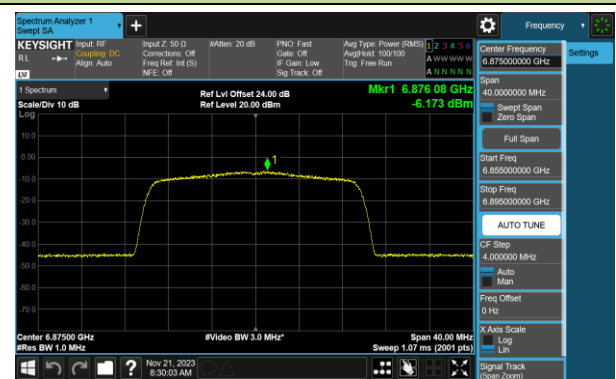 Spectrum Analyzer 1
Swept SA
+
Frequency
KEYSIGHT
RL
LXI
Input: RF
Coupling: DC
Align: Auto
Input Z: 50 Ω
Corrections: Off
Freq Ref: Int (S)
NFE: Off
#Atten: 20 dB
PNO: Fast
Gate: Off
IF Gain: Low
Sig Track: Off
Avg Type: Power (RMS)
Avg|Hold: 100/100
Trig: Free Run
1 2 3 4 5 6
A W W W W W
A N N N N N
1 Spectrum
Scale/Div 10 dB
Log
Ref Lvl Offset 24.00 dB
Ref Level 20.00 dBm
Mkr1 6.876 08 GHz
-6.173 dBm
1
10.0
0.00
-10.0
-20.0
-30.0
-40.0
-50.0
-60.0
-70.0
Center 6.87500 GHz
#Res BW 1.0 MHz
#Video BW 3.0 MHz*
Span 40.00 MHz
Sweep 1.07 ms (2001 pts)
Center Frequency
6.875000000 GHz
Settings
Span
40.0000000 MHz
Swept Span
Zero Span
Full Span
Start Freq
6.855000000 GHz
Stop Freq
6.895000000 GHz
AUTO TUNE
CF Step
4.000000 MHz
Auto
Man
Freq Offset
0 Hz
X Axis Scale
Log
Lin
Signal Track
(Span Zoom)
?
Nov 21, 2023
8:30:03 AM